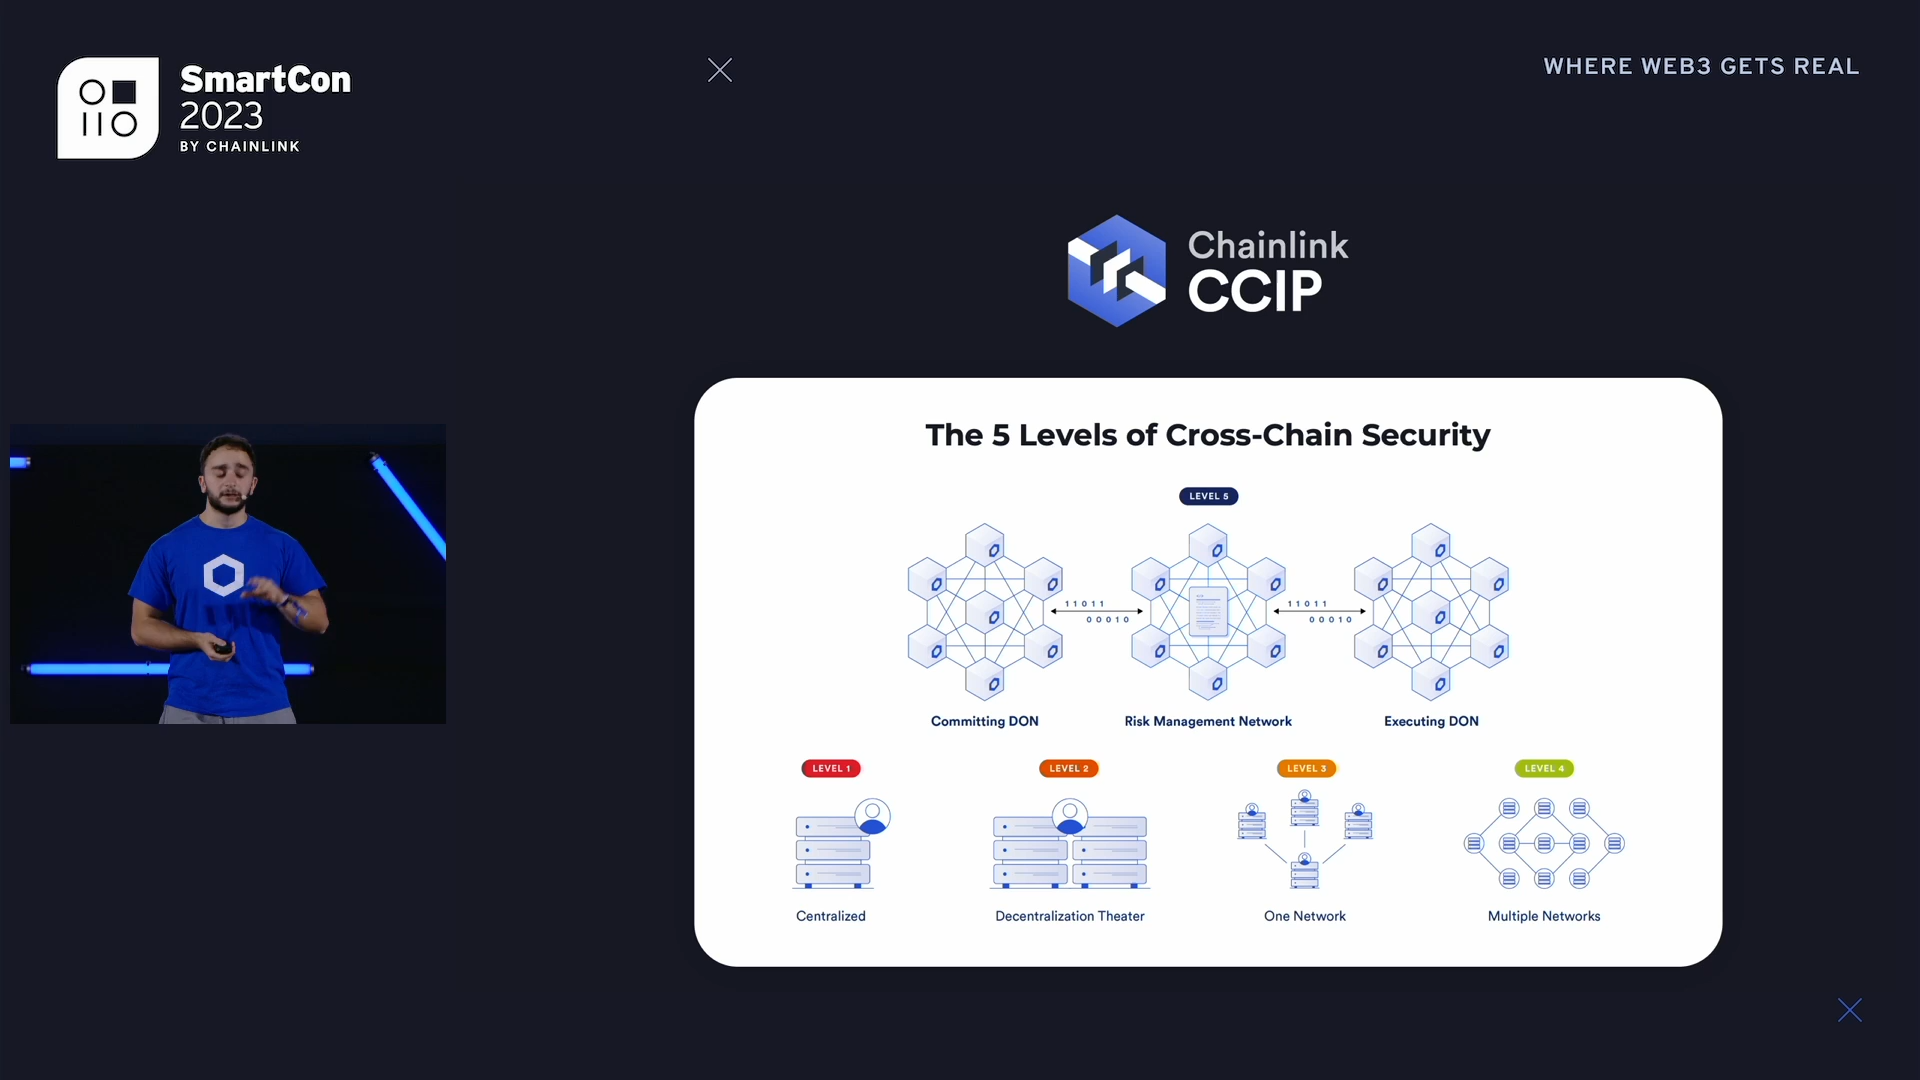 SmartCon
2023
BY CHAINLINK
WHERE WEB3 GETS REAL
Chainlink
CCIP
The 5 Levels of Cross-Chain Security
LEVEL 5
11011
00010
11011
00010
Committing DON
Risk Management Network
Executing DON
LEVEL 1
LEVEL 2
LEVEL 3
LEVEL 4
Centralized
Decentralization Theater
One Network
Multiple Networks